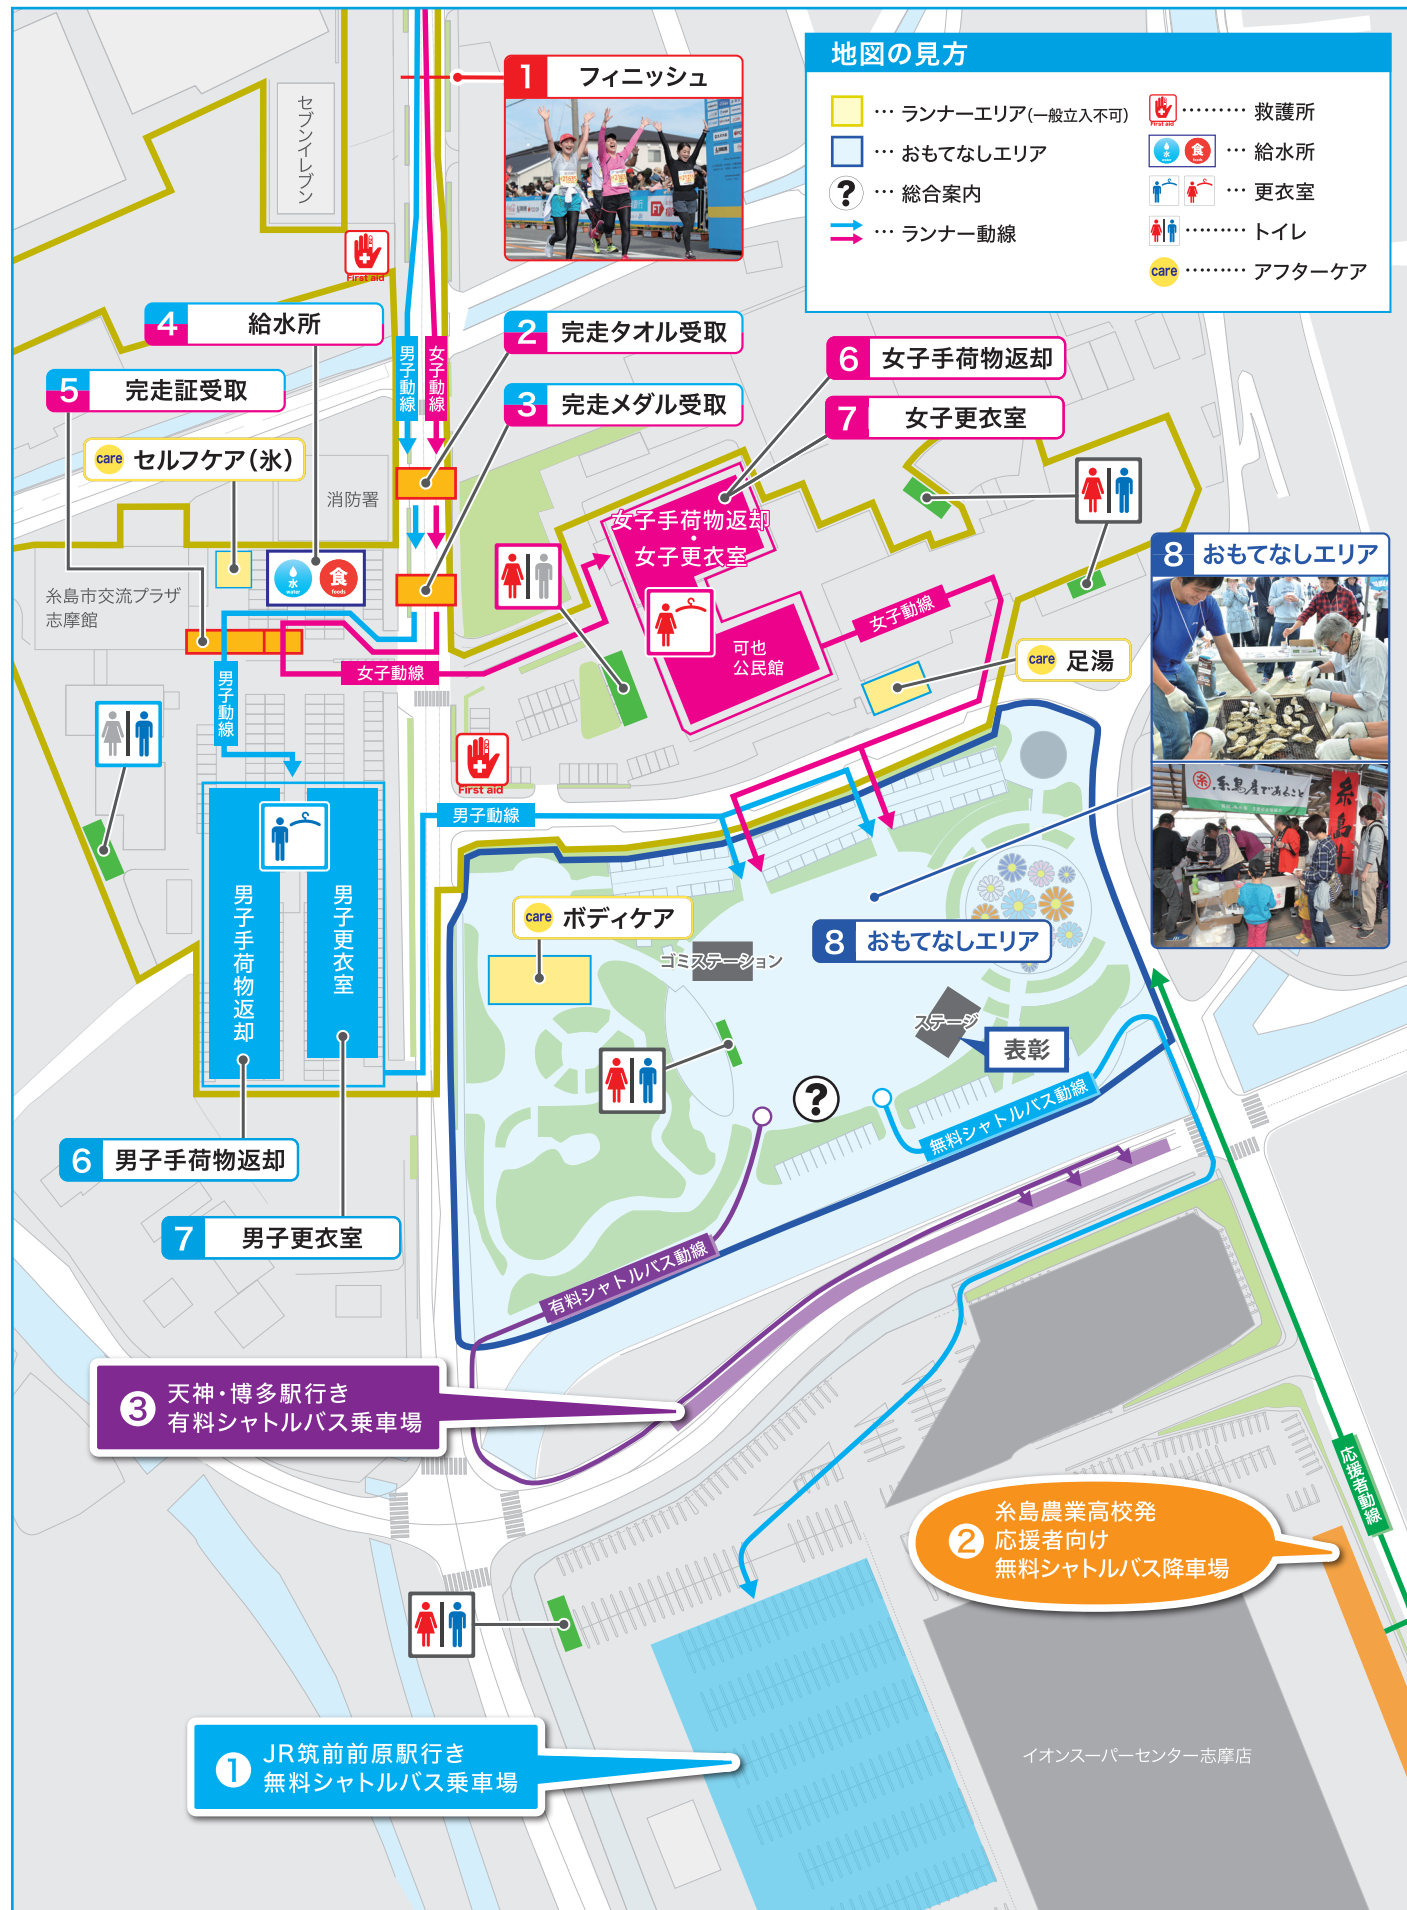 地図の見方
… ランナーエリア(一般立入不可)
… おもてなしエリア
? … 総合案内
… ランナー動線
First aid ……… 救護所
水 water 食 foods … 給水所
… 更衣室
……… トイレ
care ……… アフターケア
1 フィニッシュ
セブンイレブン
First aid
4 給水所
2 完走タオル受取
男子動線
女子動線
6 女子手荷物返却
5 完走証受取
3 完走メダル受取
7 女子更衣室
care セルフケア(氷)
消防署
女子手荷物返却
・
女子更衣室
8 おもてなしエリア
水 water
食 foods
糸島市交流プラザ
志摩館
女子動線
可也
公民館
care 足湯
女子動線
男子動線
First aid
男子動線
糸島産であること
男子手荷物返却
男子更衣室
care ボディケア
ゴミステーション
8 おもてなしエリア
ステージ
表彰
?
無料シャトルバス動線
6 男子手荷物返却
7 男子更衣室
有料シャトルバス動線
3 天神・博多駅行き
有料シャトルバス乗車場
応援者動線
2 糸島農業高校発
応援者向け
無料シャトルバス降車場
1 JR筑前前原駅行き
無料シャトルバス乗車場
イオンスーパーセンター志摩店